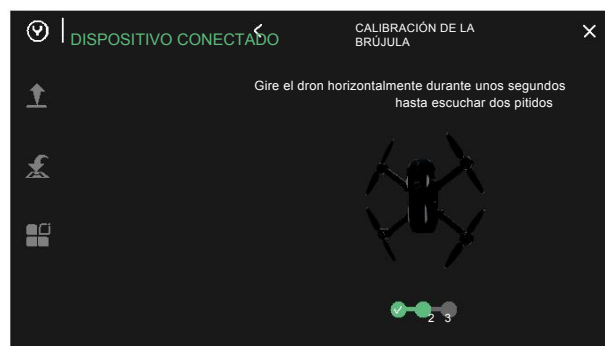 DISPOSITIVO CONECTADO
CALIBRACIÓN DE LA
BRÚJULA
Gire el dron horizontalmente durante unos segundos
hasta escuchar dos pitidos
2 3